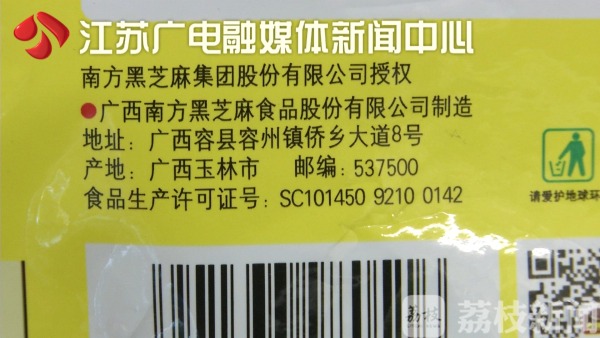 江苏广电融媒体新闻中心
南方黑芝麻集团股份有限公司授权
●广西南方黑芝麻食品股份有限公司制造
地址：广西容县容州镇侨乡大道8号
产地：广西玉林市 邮编：537500
食品生产许可证号：SC101450 9210 0142
请爱护地球环
荔枝 荔枝新闻